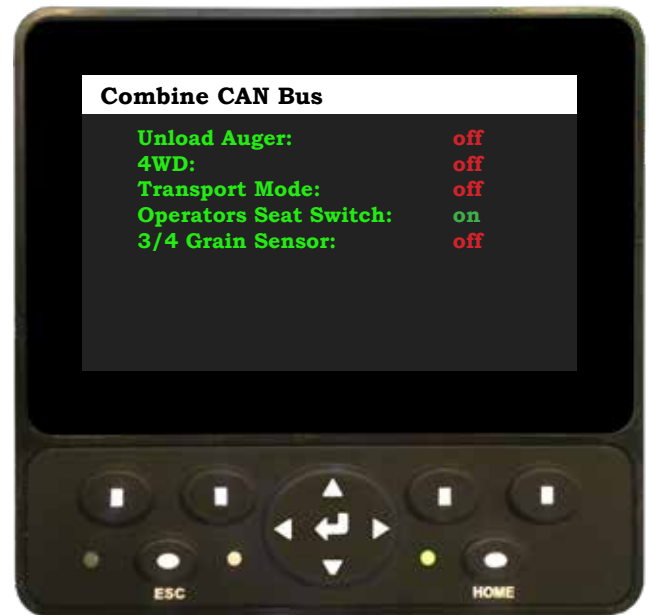 Combine CAN Bus
Unload Auger: off
4WD: off
Transport Mode: off
Operators Seat Switch: on
3/4 Grain Sensor: off
ESC HOME